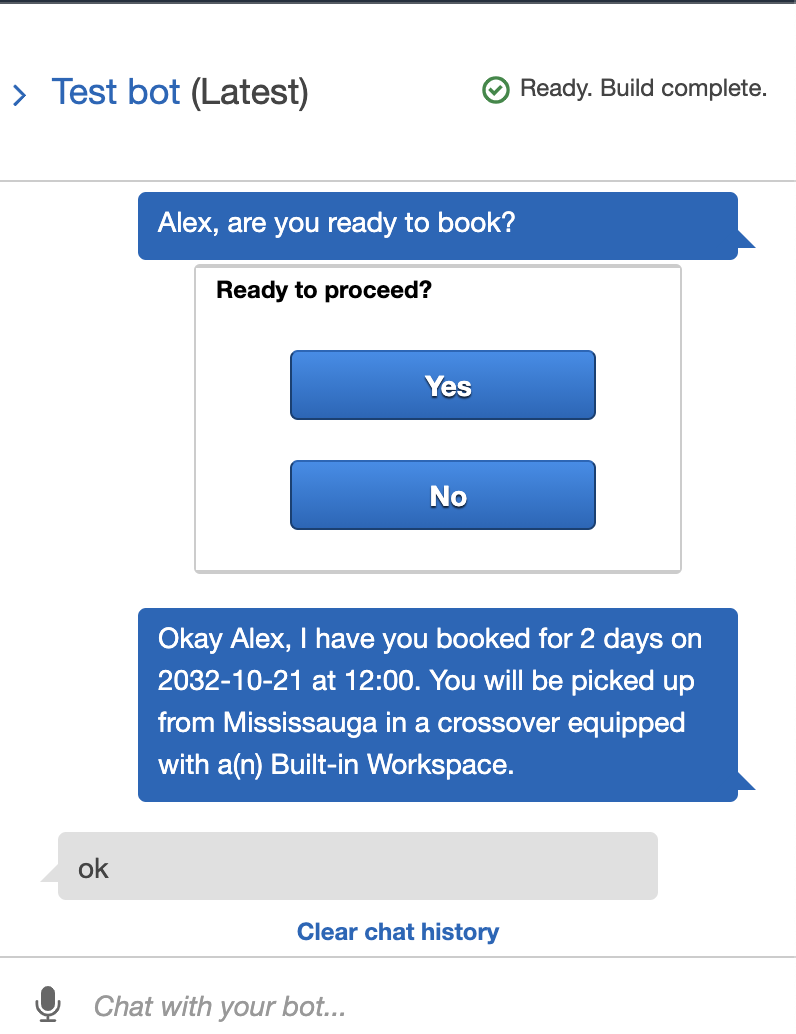 Test bot (Latest)
Ready. Build complete.
Alex, are you ready to book?
Ready to proceed?
Yes
No
Okay Alex, I have you booked for 2 days on
2032-10-21 at 12:00. You will be picked up
from Mississauga in a crossover equipped
with a(n) Built-in Workspace.
ok
Clear chat history
Chat with your bot...